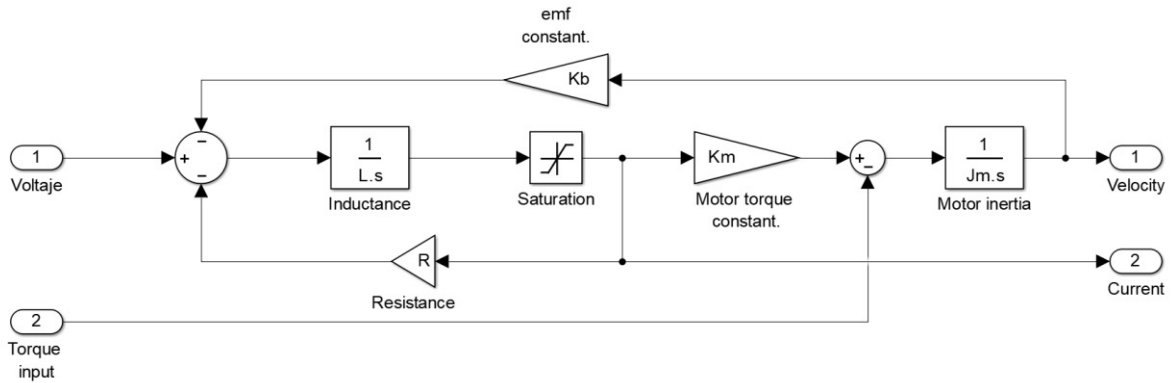 emf
constant.
Kb
1
Voltaje
+
−
−
1
L.s
Inductance
Saturation
Km
Motor torque
constant.
+
−
1
Jm.s
Motor inertia
1
Velocity
R
Resistance
2
Current
2
Torque
input